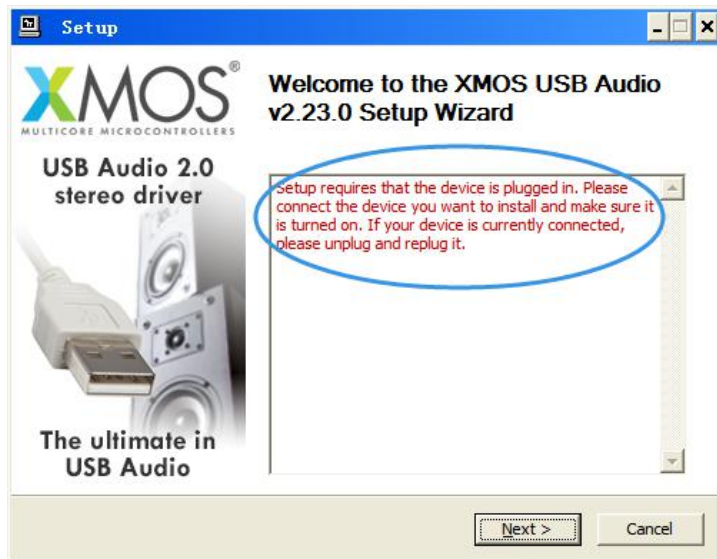 Setup
XMOS®
MULTICORE MICROCONTROLLERS
USB Audio 2.0
stereo driver
The ultimate in
USB Audio
Welcome to the XMOS USB Audio
v2.23.0 Setup Wizard
Setup requires that the device is plugged in. Please
connect the device you want to install and make sure it
is turned on. If your device is currently connected,
please unplug and replug it.
Next >
Cancel